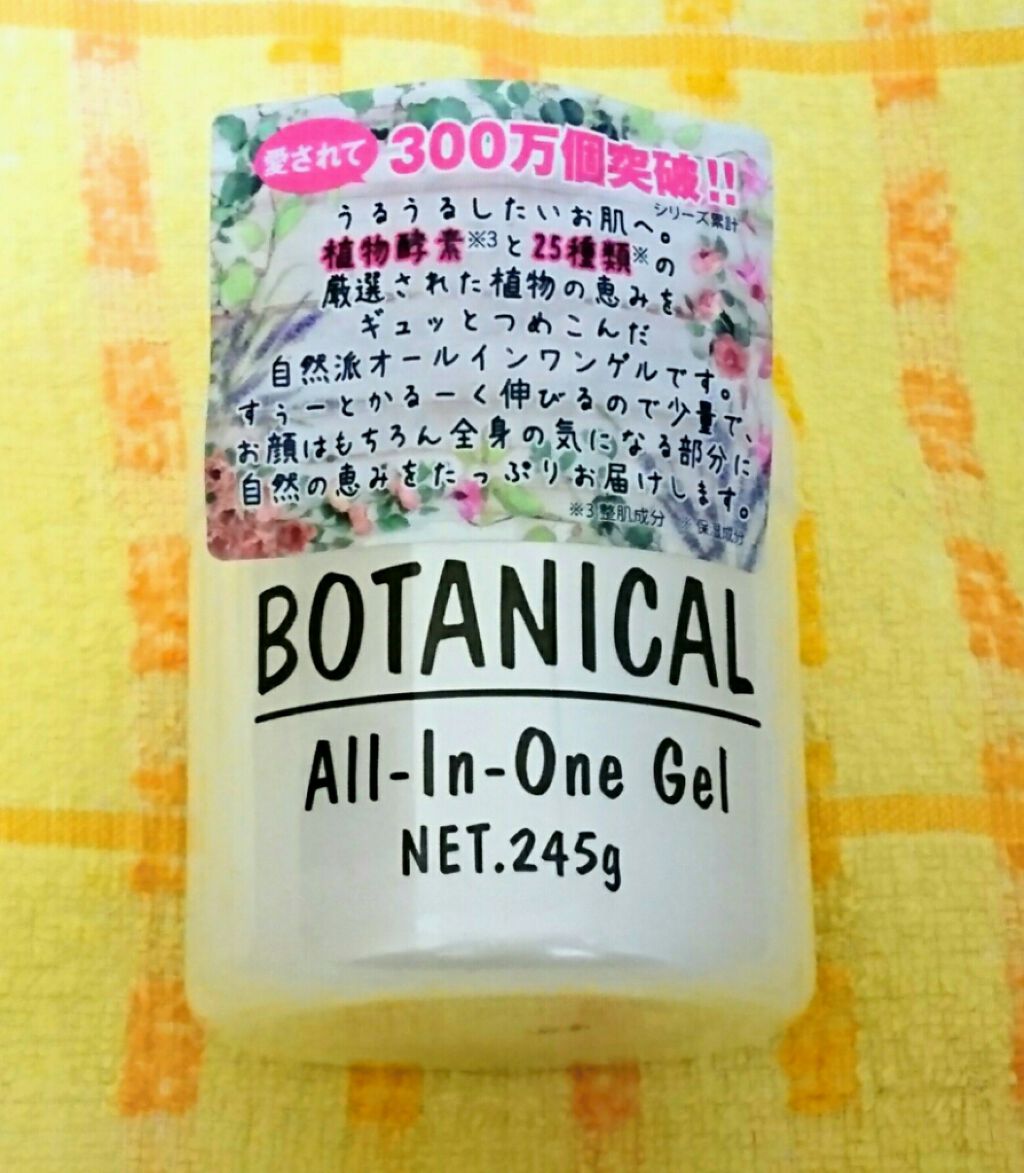 愛されて 300万個突破!!
シリーズ累計
うるうるしたいお肌へ。
植物酵素※3と25種類※の
厳選された植物の恵みを
ギュッとつめこんだ
自然派オールインワンゲルです。
すぅーとかるーく伸びるので少量で、
お顔はもちろん全身の気になる部分に
自然の恵みをたっぷりお届けします。
※3 整肌成分 ※ 保湿成分
BOTANICAL
All-In-One Gel
NET.245g